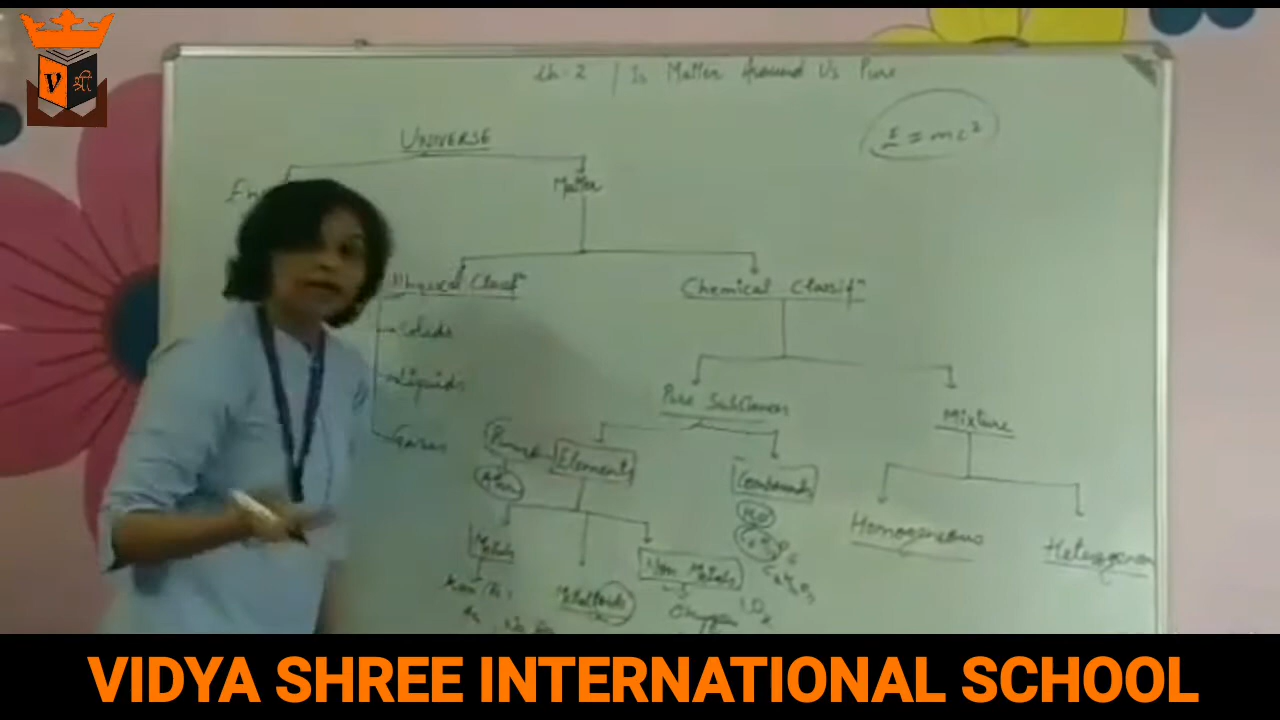 V श्री
Ch-2 | Is Matter Around Us Pure
E = mc²
UNIVERSE
Matter
Physical Classifⁿ
Chemical Classifⁿ
Solids
Liquids
Gases
Pure Substances
Mixture
Elements
Compounds
Homogeneous
Heterogeneous
Metals
Non Metals
Metalloids
Oxygen
VIDYA SHREE INTERNATIONAL SCHOOL